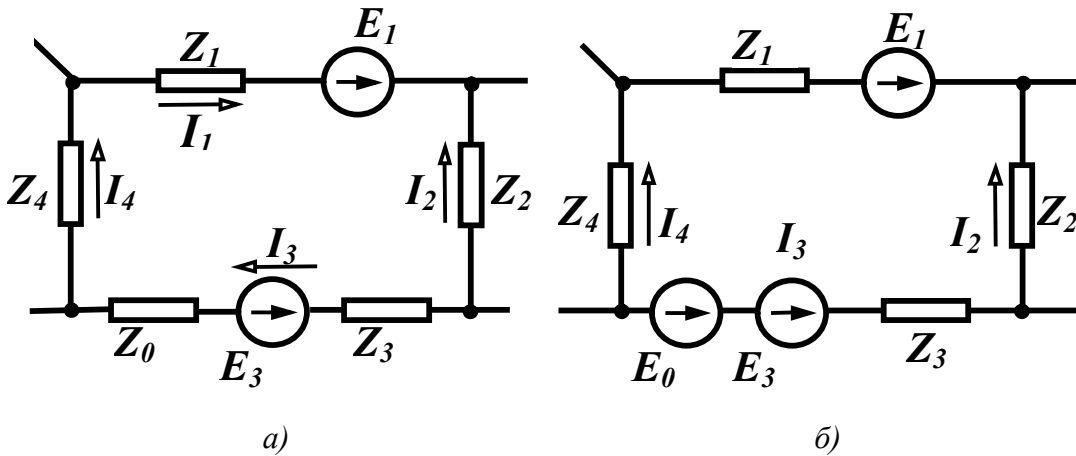 E1 E1
Z1 Z1
I1
Z4 I4 I2 Z2 Z4 I4 I3 I2 Z2
I3
Z0 E3 Z3 E0 E3 Z3
а) б)